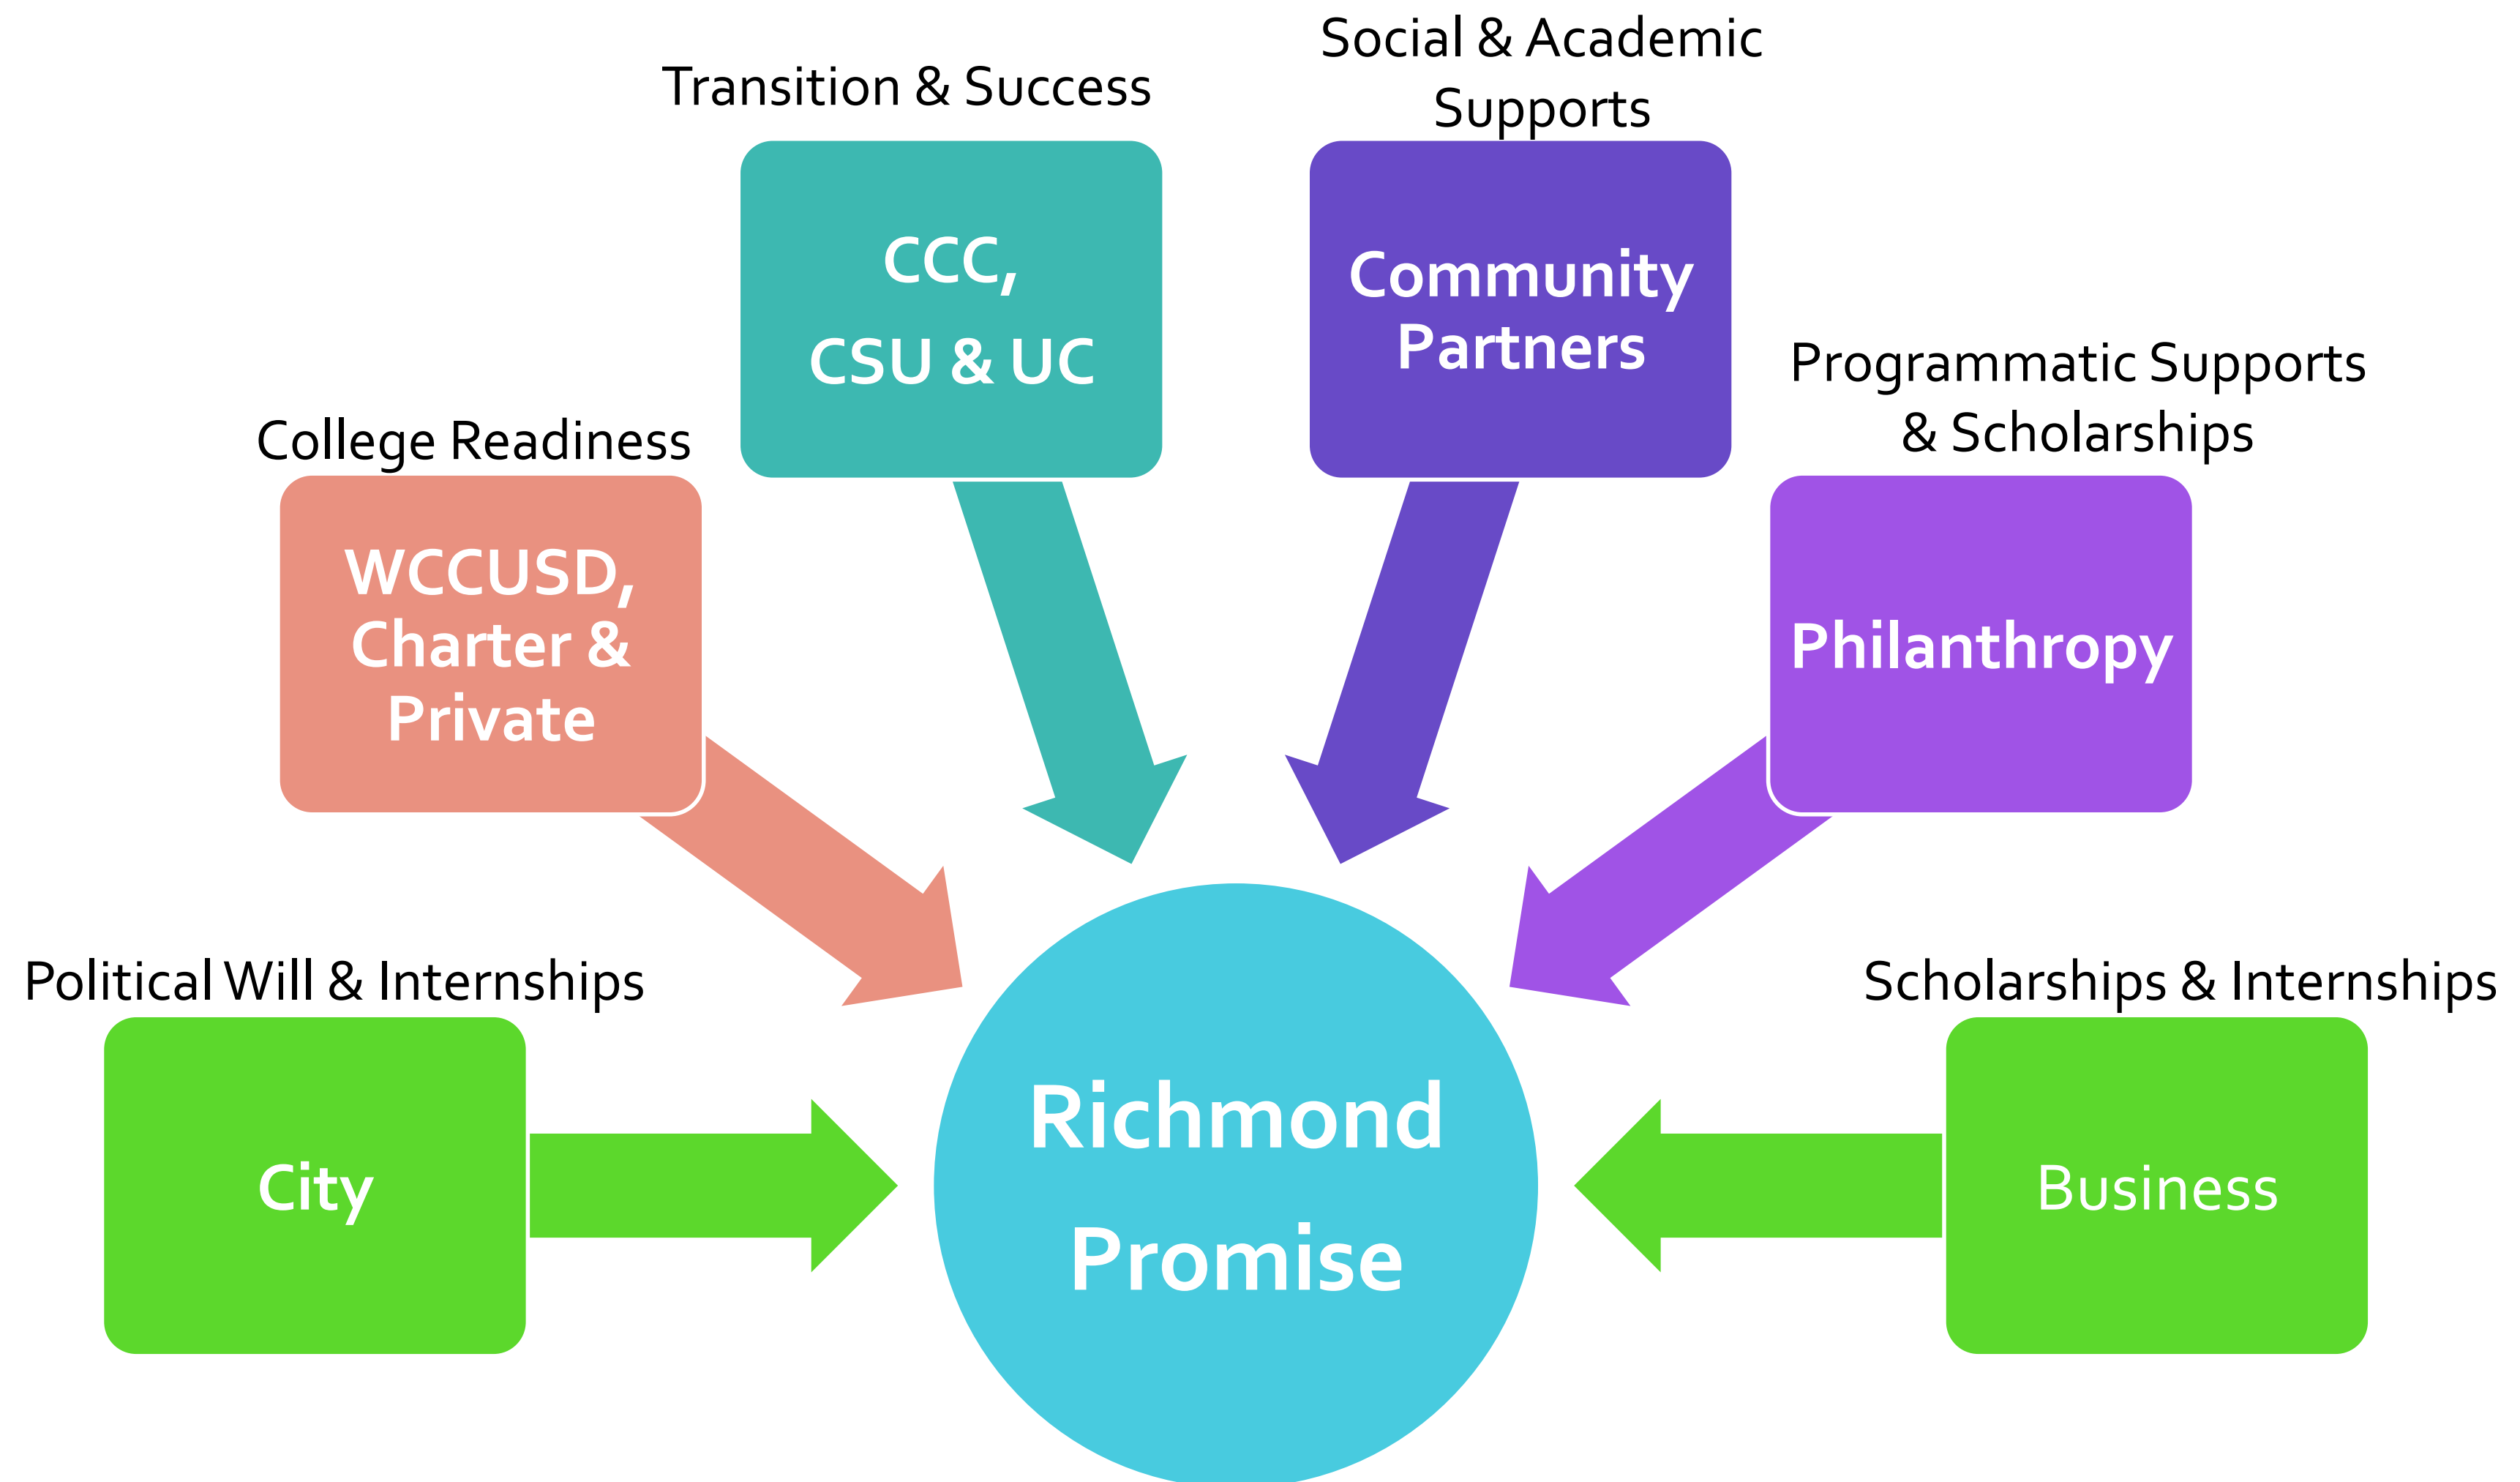 Social & Academic
Supports
Transition & Success
CCC,
CSU & UC
Community
Partners
Programmatic Supports
& Scholarships
College Readiness
WCCUSD,
Charter &
Private
Philanthropy
Political Will & Internships
Scholarships & Internships
City
Richmond
Promise
Business